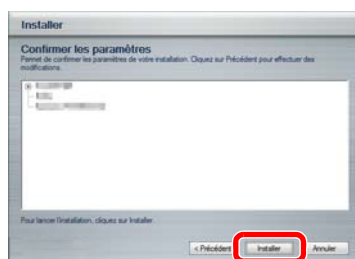 Installer
Confirmer les paramètres
Permet de confirmer les paramètres de votre installation. Cliquez sur Précédent pour effectuer des
modifications.
Pour lancer l'installation, cliquez sur Installer.
< Précédent
Installer
Annuler